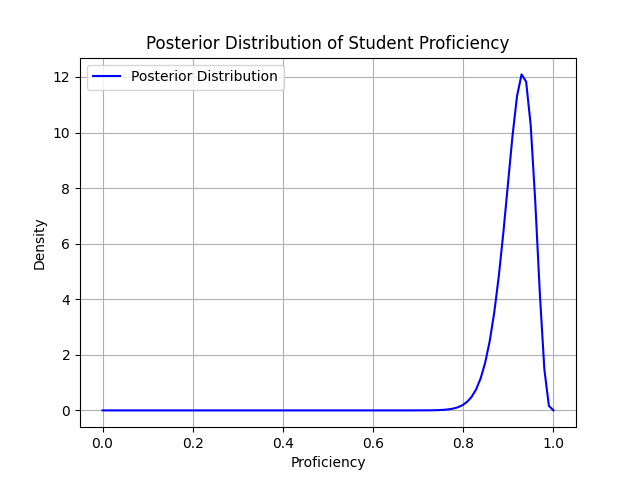 Posterior Distribution of Student Proficiency
Posterior Distribution
12
10
8
6
4
2
0
Density
0.0 0.2 0.4 0.6 0.8 1.0
Proficiency